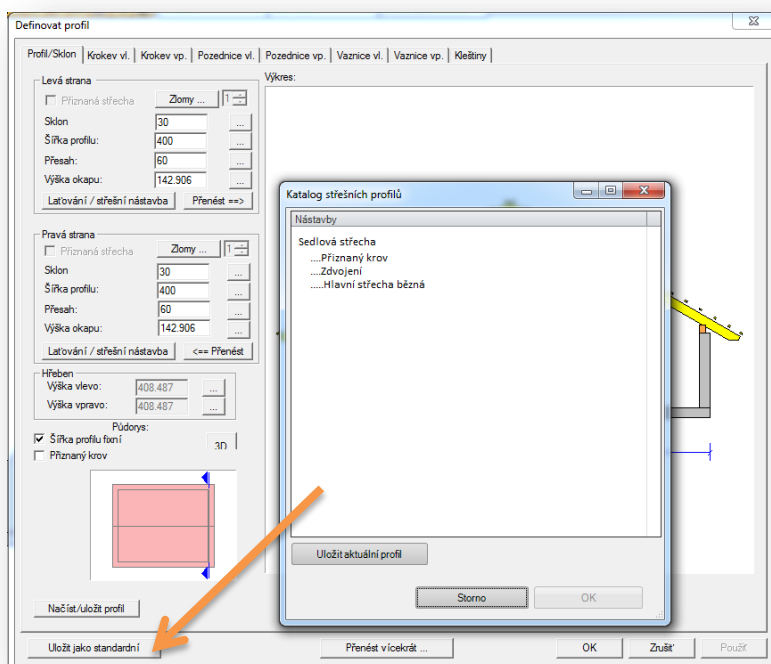 Definovat profil
Profil/Sklon Krokev vl. Krokev vp. Pozednice vl. Pozednice vp. Vaznice vl. Vaznice vp. Kleštiny
Levá strana
Přiznaná střecha Zlomy ... 1
Sklon 30 ...
Šířka profilu: 400 ...
Přesah: 60 ...
Výška okapu: 142.906 ...
Laťování / střešní nástavba Přenést ==>
Pravá strana
Přiznaná střecha Zlomy ... 1
Sklon 30 ...
Šířka profilu: 400 ...
Přesah: 60 ...
Výška okapu: 142.906 ...
Laťování / střešní nástavba <== Přenést
Hřeben
Výška vlevo: 408.487 ...
Výška vpravo: 408.487 ...
Půdorys:
Šířka profilu fixní
3D
Přiznaný krov
Načíst/uložit profil
Výkres:
Katalog střešních profilů
Nástavby
Sedlová střecha
....Přiznaný krov
....Zdvojení
.....Hlavní střecha bězná
Uložit aktuální profil
Storno OK
Uložit jako standardní Přenést vícekrát ... OK Zrušit Použít